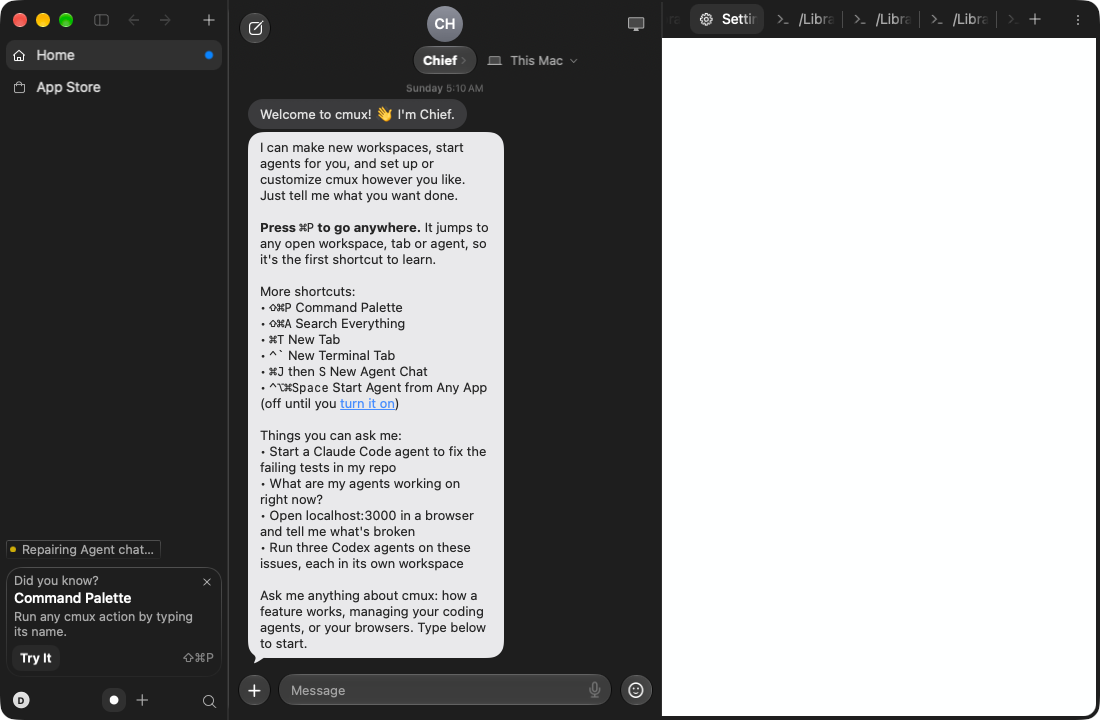 Home
App Store
Repairing Agent chat...
Did you know?
Command Palette
Run any cmux action by typing
its name.
Try It
⇧⌘P
D
CH
Chief
This Mac
Sunday 5:10 AM
Welcome to cmux! 👋 I'm Chief.
I can make new workspaces, start
agents for you, and set up or
customize cmux however you like.
Just tell me what you want done.
Press ⌘P to go anywhere. It jumps to
any open workspace, tab or agent, so
it's the first shortcut to learn.
More shortcuts:
• ⇧⌘P Command Palette
• ⇧⌘A Search Everything
• ⌘T New Tab
• ^` New Terminal Tab
• ⌘J then S New Agent Chat
• ^⌥⌘Space Start Agent from Any App
(off until you turn it on)
Things you can ask me:
• Start a Claude Code agent to fix the
failing tests in my repo
• What are my agents working on
right now?
• Open localhost:3000 in a browser
and tell me what's broken
• Run three Codex agents on these
issues, each in its own workspace
Ask me anything about cmux: how a
feature works, managing your coding
agents, or your browsers. Type below
to start.
Message
Settin
/Libra
/Libra
/Libra